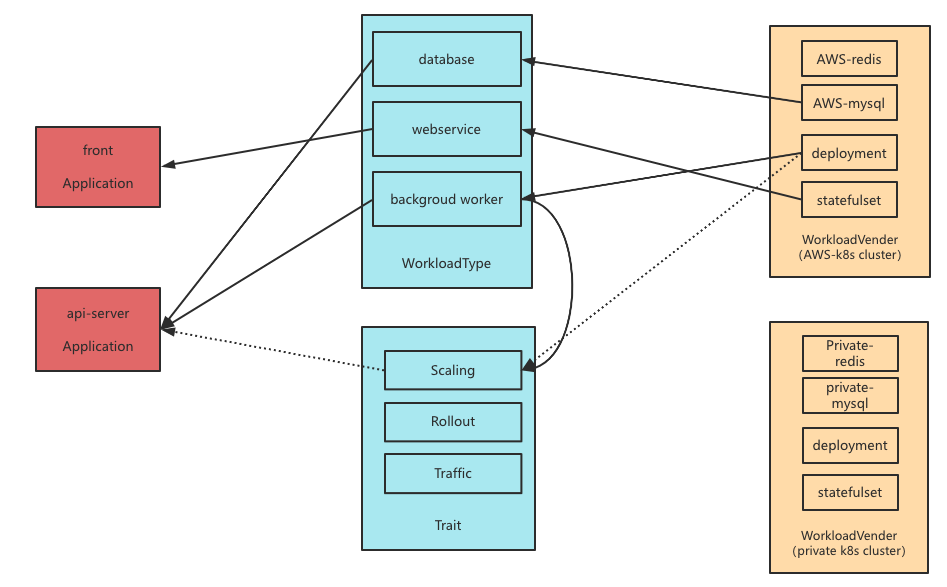 front
Application
api-server
Application
database
webservice
backgroud worker
WorkloadType
Scaling
Rollout
Traffic
Trait
AWS-redis
AWS-mysql
deployment
statefulset
WorkloadVender
(AWS-k8s cluster)
Private-
redis
private-
mysql
deployment
statefulset
WorkloadVender
(private k8s cluster)